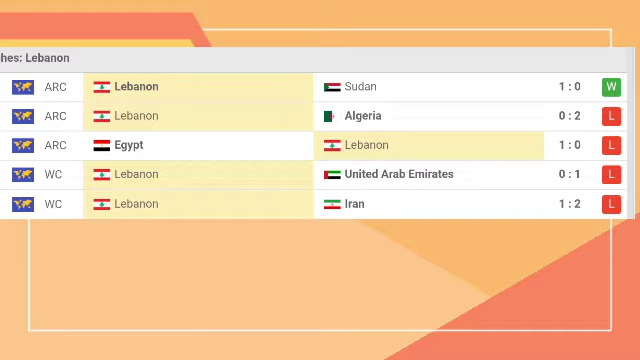 hes: Lebanon
ARC Lebanon Sudan 1 : 0 W
ARC Lebanon Algeria 0 : 2 L
ARC Egypt Lebanon 1 : 0 L
WC Lebanon United Arab Emirates 0 : 1 L
WC Lebanon Iran 1 : 2 L